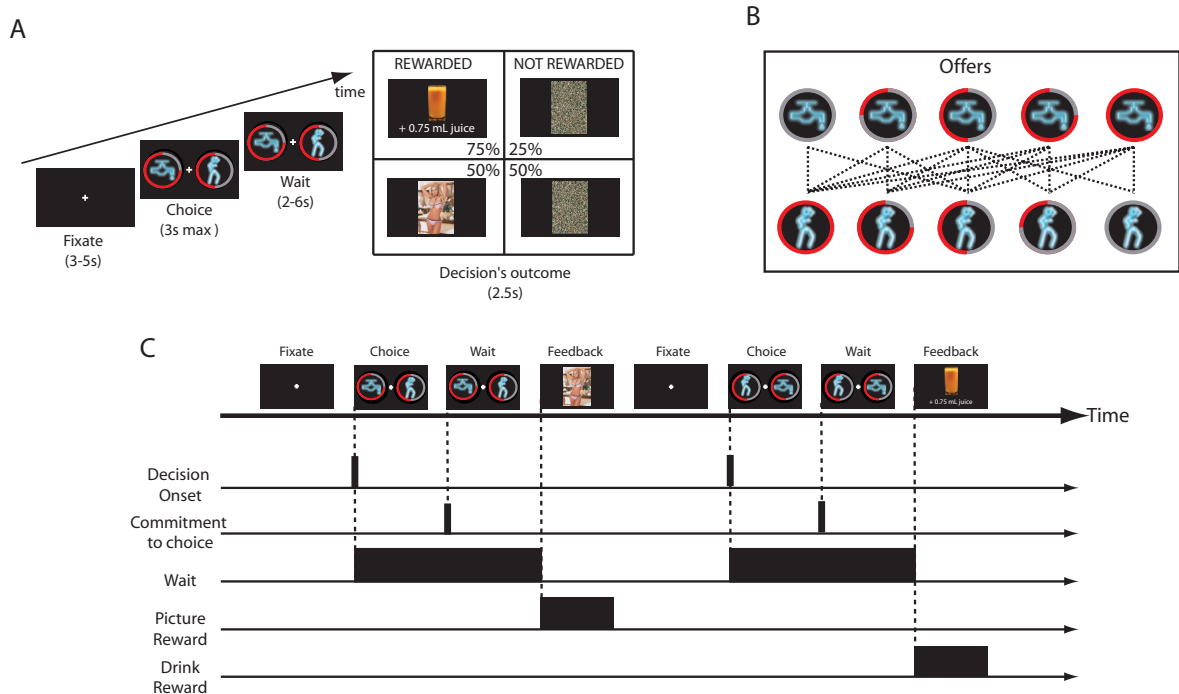 A
REWARDED
NOT REWARDED
time
+ 0.75 mL juice
75%
25%
50%
50%
Wait
(2-6s)
Choice
(3s max )
Fixate
(3-5s)
Decision's outcome
(2.5s)
B
Offers
C
Fixate
Choice
Wait
Feedback
Fixate
Choice
Wait
Feedback
+ 0.75 mL juice
Time
Decision
Onset
Commitment
to choice
Wait
Picture
Reward
Drink
Reward